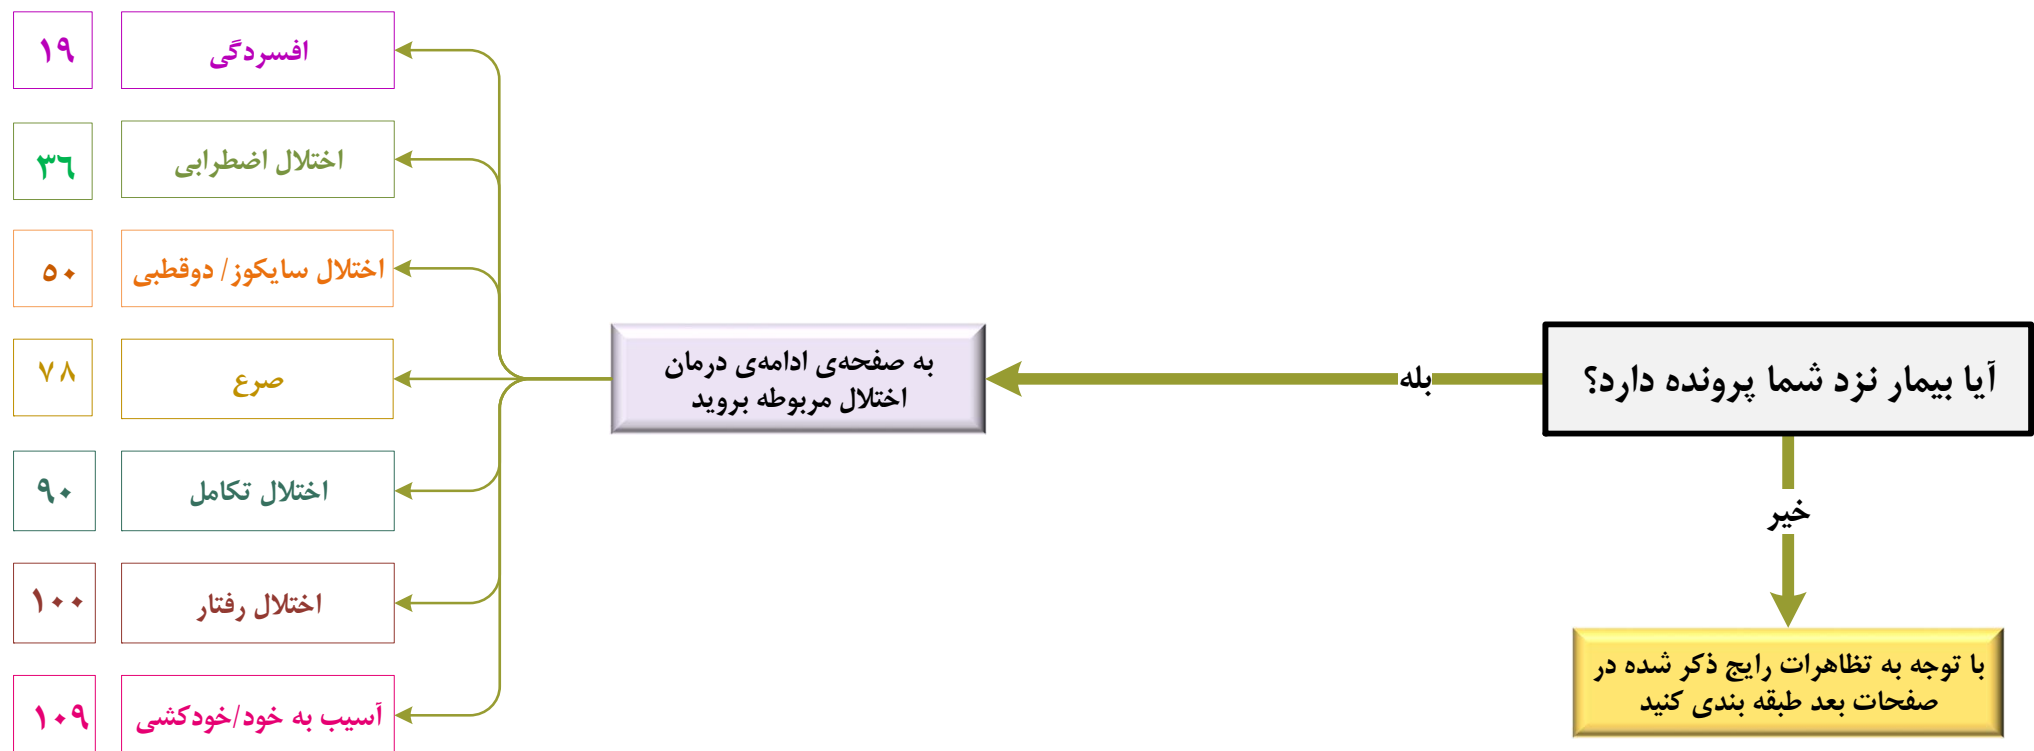 آیا بیمار نزد شما پرونده دارد؟
بله
خیر
با توجه به تظاهرات رایج ذکر شده در
صفحات بعد طبقه بندی کنید
به صفحه‌ی ادامه‌ی درمان
اختلال مربوطه بروید
افسردگی
۱۹
اختلال اضطرابی
۳٦
اختلال سایکوز/ دوقطبی
٥۰
صرع
۷۸
اختلال تکامل
۹۰
اختلال رفتار
۱۰۰
آسیب به خود/خودکشی
۱۰۹